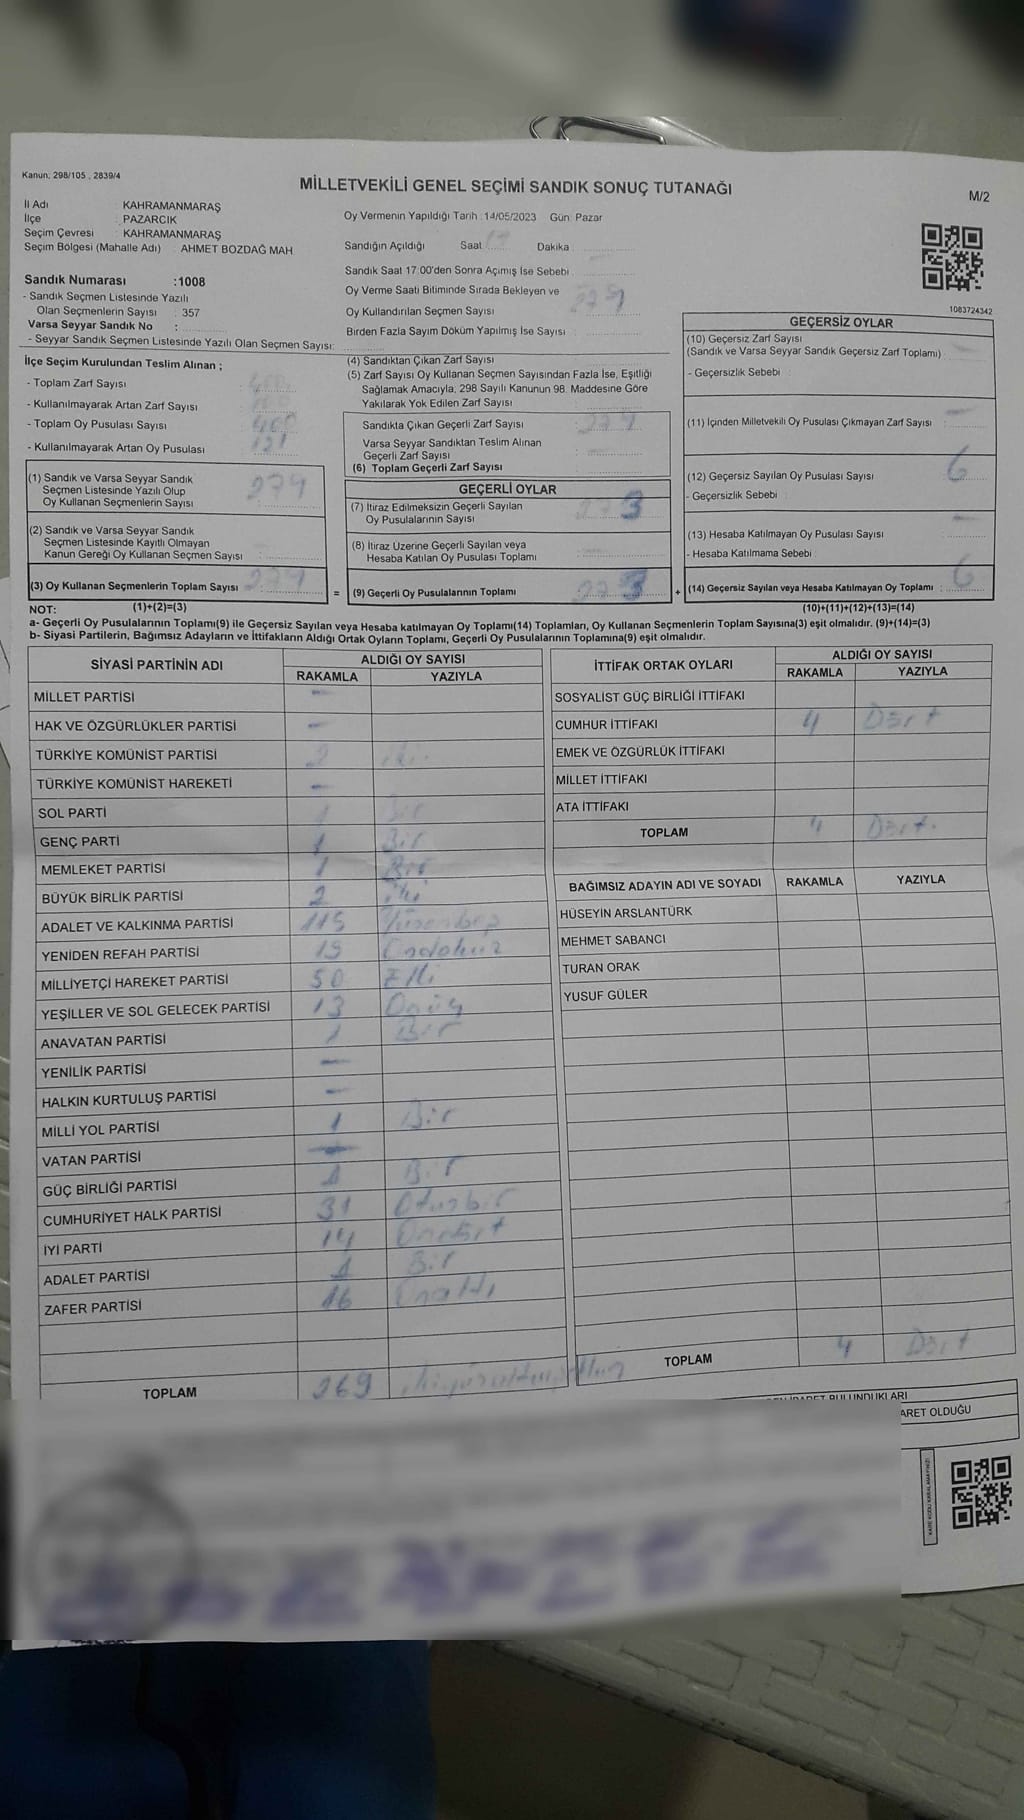 Kanun: 298/105 , 2839/4
MİLLETVEKİLİ GENEL SEÇİMİ SANDIK SONUÇ TUTANAĞI
M/2
İl Adı : KAHRAMANMARAŞ
İlçe : PAZARCIK
Seçim Çevresi : KAHRAMANMARAŞ
Seçim Bölgesi (Mahalle Adı) : AHMET BOZDAĞ MAH
Sandık Numarası :1008
- Sandık Seçmen Listesinde Yazılı
Olan Seçmenlerin Sayısı : 357
Varsa Seyyar Sandık No :
- Seyyar Sandık Seçmen Listesinde Yazılı Olan Seçmen Sayısı:
Oy Vermenin Yapıldığı Tarih :14/05/2023 Gün: Pazar
Sandığın Açıldığı Saat 17 Dakika
Sandık Saat 17:00'den Sonra Açımış İse Sebebi
Oy Verme Saati Bitiminde Sırada Bekleyen ve
Oy Kullandırılan Seçmen Sayısı 279
Birden Fazla Sayım Döküm Yapılmış İse Sayısı
1083724342
İlçe Seçim Kurulundan Teslim Alınan ;
- Toplam Zarf Sayısı : 400
- Kullanılmayarak Artan Zarf Sayısı :
- Toplam Oy Pusulası Sayısı : 400
- Kullanılmayarak Artan Oy Pusulası : 121
(1) Sandık ve Varsa Seyyar Sandık
Seçmen Listesinde Yazılı Olup
Oy Kullanan Seçmenlerin Sayısı : 279
(2) Sandık ve Varsa Seyyar Sandık
Seçmen Listesinde Kayıtlı Olmayan
Kanun Gereği Oy Kullanan Seçmen Sayısı :
(3) Oy Kullanan Seçmenlerin Toplam Sayısı : 279
(4) Sandıktan Çıkan Zarf Sayısı
(5) Zarf Sayısı Oy Kullanan Seçmen Sayısından Fazla İse, Eşitliği
Sağlamak Amacıyla, 298 Sayılı Kanunun 98. Maddesine Göre
Yakılarak Yok Edilen Zarf Sayısı
Sandıkta Çıkan Geçerli Zarf Sayısı : 279
Varsa Seyyar Sandıktan Teslim Alınan
Geçerli Zarf Sayısı
(6) Toplam Geçerli Zarf Sayısı
GEÇERLİ OYLAR
(7) İtiraz Edilmeksizin Geçerli Sayılan
Oy Pusulalarının Sayısı : 273
(8) İtiraz Üzerine Geçerli Sayılan veya
Hesaba Katılan Oy Pusulası Toplamı :
= (9) Geçerli Oy Pusulalarının Toplamı : 273
GEÇERSİZ OYLAR
(10) Geçersiz Zarf Sayısı
(Sandık ve Varsa Seyyar Sandık Geçersiz Zarf Toplamı) :
- Geçersizlik Sebebi :
(11) İçinden Milletvekili Oy Pusulası Çıkmayan Zarf Sayısı : -
(12) Geçersiz Sayılan Oy Pusulası Sayısı : 6
- Geçersizlik Sebebi :
(13) Hesaba Katılmayan Oy Pusulası Sayısı : -
- Hesaba Katılmama Sebebi :
+ (14) Geçersiz Sayılan veya Hesaba Katılmayan Oy Toplamı : 6
NOT: (1)+(2)=(3) (10)+(11)+(12)+(13)=(14)
a- Geçerli Oy Pusulalarının Toplamı(9) ile Geçersiz Sayılan veya Hesaba katılmayan Oy Toplamı(14) Toplamları, Oy Kullanan Seçmenlerin Toplam Sayısına(3) eşit olmalıdır. (9)+(14)=(3)
b- Siyasi Partilerin, Bağımsız Adayların ve İttifakların Aldığı Ortak Oyların Toplamı, Geçerli Oy Pusulalarının Toplamına(9) eşit olmalıdır.
SİYASİ PARTİNİN ADI ALDIĞI OY SAYISI
RAKAMLA YAZIYLA
MİLLET PARTİSİ -
HAK VE ÖZGÜRLÜKLER PARTİSİ -
TÜRKİYE KOMÜNİST PARTİSİ 2 iki
TÜRKİYE KOMÜNİST HAREKETİ -
SOL PARTİ 1 Bir
GENÇ PARTİ 1 Bir
MEMLEKET PARTİSİ 1 Bir
BÜYÜK BİRLİK PARTİSİ 2 iki
ADALET VE KALKINMA PARTİSİ 115 Yüzonbeş
YENİDEN REFAH PARTİSİ 19 Ondokuz
MİLLİYETÇİ HAREKET PARTİSİ 50 Elli
YEŞİLLER VE SOL GELECEK PARTİSİ 13 Onüç
ANAVATAN PARTİSİ 1 Bir
YENİLİK PARTİSİ -
HALKIN KURTULUŞ PARTİSİ -
MİLLİ YOL PARTİSİ 1 Bir
VATAN PARTİSİ -
GÜÇ BİRLİĞİ PARTİSİ 1 Bir
CUMHURİYET HALK PARTİSİ 31 Otuzbir
İYİ PARTİ 14 Ondört
ADALET PARTİSİ 1 Bir
ZAFER PARTİSİ 16 Onaltı
TOPLAM 269 ikiyüzaltmışdokuz
İTTİFAK ORTAK OYLARI ALDIĞI OY SAYISI
RAKAMLA YAZIYLA
SOSYALİST GÜÇ BİRLİĞİ İTTİFAKI
CUMHUR İTTİFAKI 4 Dört
EMEK VE ÖZGÜRLÜK İTTİFAKI
MİLLET İTTİFAKI
ATA İTTİFAKI
TOPLAM 4 Dört.
BAĞIMSIZ ADAYIN ADI VE SOYADI RAKAMLA YAZIYLA
HÜSEYİN ARSLANTÜRK
MEHMET SABANCI
TURAN ORAK
YUSUF GÜLER
TOPLAM 4 Dört
BULUNDUKLARI
ARET OLDUĞU